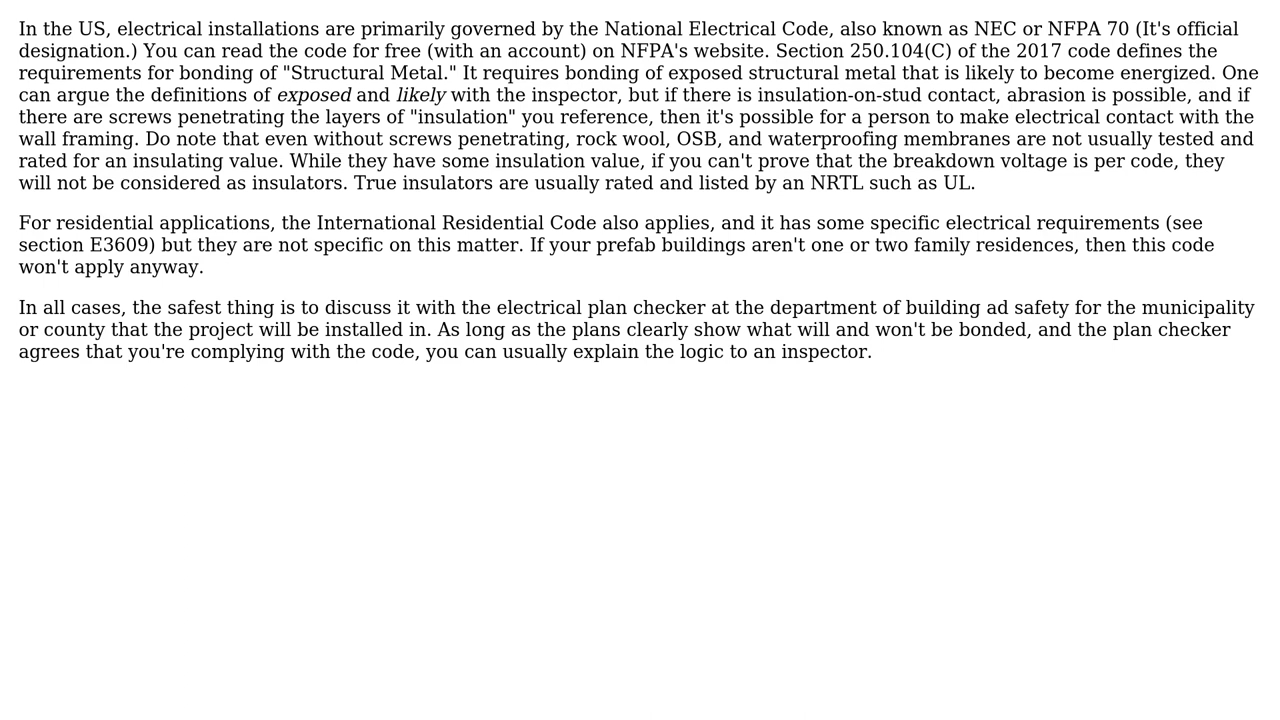 In the US, electrical installations are primarily governed by the National Electrical Code, also known as NEC or NFPA 70 (It's official
designation.) You can read the code for free (with an account) on NFPA's website. Section 250.104(C) of the 2017 code defines the
requirements for bonding of "Structural Metal." It requires bonding of exposed structural metal that is likely to become energized. One
can argue the definitions of exposed and likely with the inspector, but if there is insulation-on-stud contact, abrasion is possible, and if
there are screws penetrating the layers of "insulation" you reference, then it's possible for a person to make electrical contact with the
wall framing. Do note that even without screws penetrating, rock wool, OSB, and waterproofing membranes are not usually tested and
rated for an insulating value. While they have some insulation value, if you can't prove that the breakdown voltage is per code, they
will not be considered as insulators. True insulators are usually rated and listed by an NRTL such as UL.
For residential applications, the International Residential Code also applies, and it has some specific electrical requirements (see
section E3609) but they are not specific on this matter. If your prefab buildings aren't one or two family residences, then this code
won't apply anyway.
In all cases, the safest thing is to discuss it with the electrical plan checker at the department of building ad safety for the municipality
or county that the project will be installed in. As long as the plans clearly show what will and won't be bonded, and the plan checker
agrees that you're complying with the code, you can usually explain the logic to an inspector.